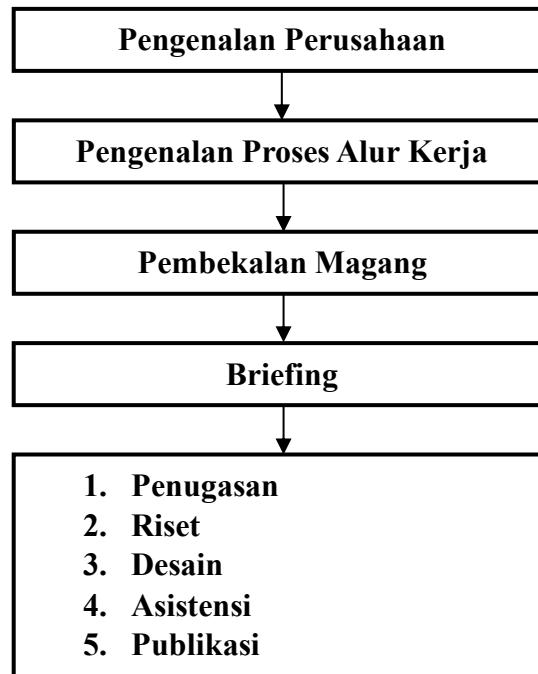 Pengenalan Perusahaan
Pengenalan Proses Alur Kerja
Pembekalan Magang
Briefing
1. Penugasan
2. Riset
3. Desain
4. Asistensi
5. Publikasi